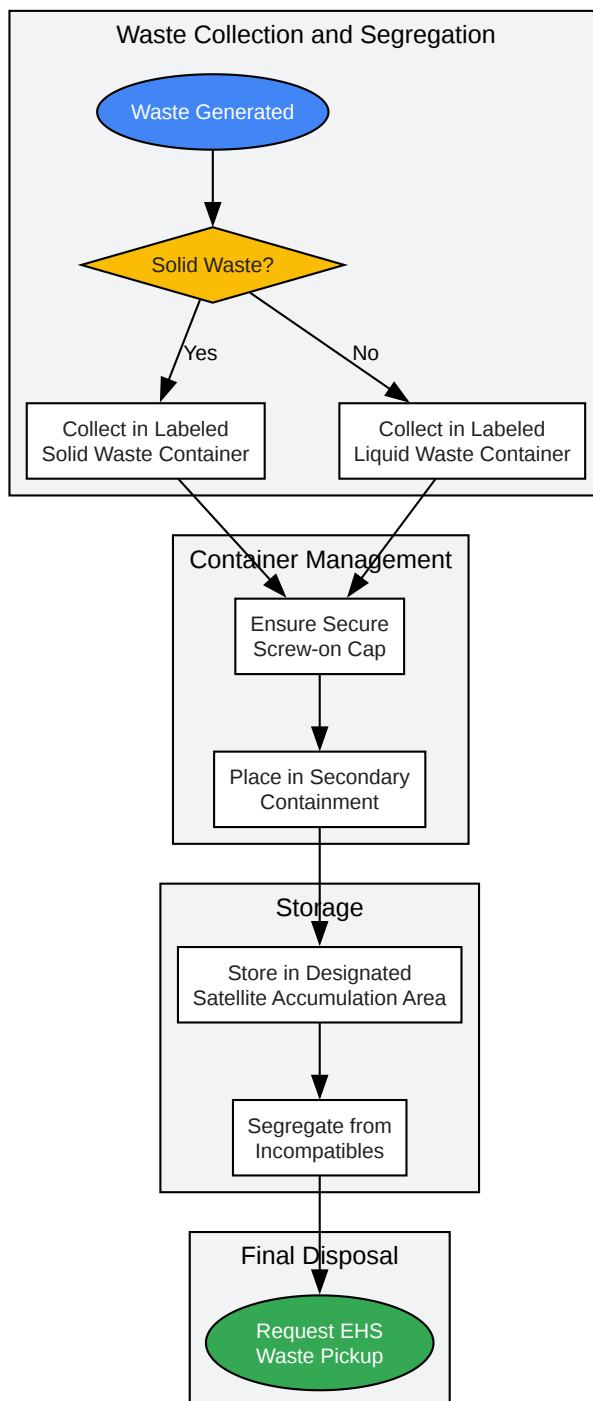 Waste Collection and Segregation
Waste Generated
Solid Waste?
Yes
No
Collect in Labeled
Solid Waste Container
Collect in Labeled
Liquid Waste Container
Container Management
Ensure Secure
Screw-on Cap
Place in Secondary
Containment
Storage
Store in Designated
Satellite Accumulation Area
Segregate from
Incompatibles
Final Disposal
Request EHS
Waste Pickup